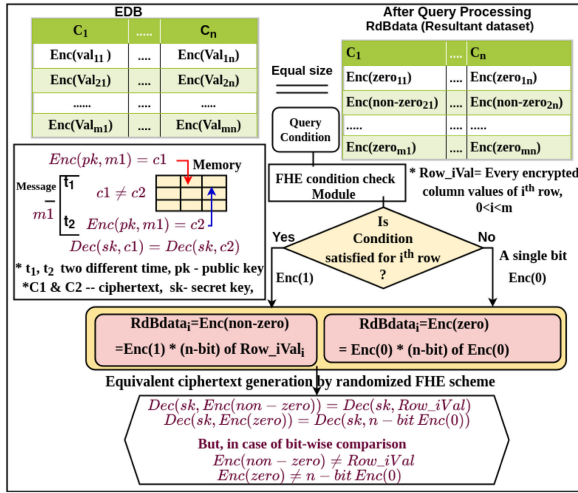 EDB
C1 ..... Cn
Enc(val11) .... Enc(Val1n)
Enc(Val21) .... Enc(Val2n)
...... .....
Enc(Valm1) .... Enc(Valmn)
After Query Processing
RdBdata (Resultant dataset)
C1 ..... Cn
Enc(zero11) .... Enc(zero1n)
Enc(non-zero21) .... Enc(non-zero2n)
..... .....
Enc(zerom1) .... Enc(zeromn)
Equal size
Query
Condition
FHE condition check
Module
* Row_iVal= Every encrypted
column values of ith row,
0<i<m
Enc(pk, m1) = c1
Memory
Message
m1
t1
c1 ≠ c2
t2
Enc(pk, m1) = c2
Dec(sk, c1) = Dec(sk, c2)
* t1, t2 two different time, pk - public key
*C1 & C2 -- ciphertext, sk- secret key,
Is
Condition
satisfied for ith row
?
Yes
Enc(1)
No
A single bit
Enc(0)
RdBdatai=Enc(non-zero)
=Enc(1) * (n-bit) of Row_iVali
RdBdatai=Enc(zero)
= Enc(0) * (n-bit) of Enc(0)
Equivalent ciphertext generation by randomized FHE scheme
Dec(sk, Enc(non − zero)) = Dec(sk, Row_iVal)
Dec(sk, Enc(zero)) = Dec(sk, n − bit Enc(0))
But, in case of bit-wise comparison
Enc(non − zero) ≠ Row_iVal
Enc(zero) ≠ n − bit Enc(0)